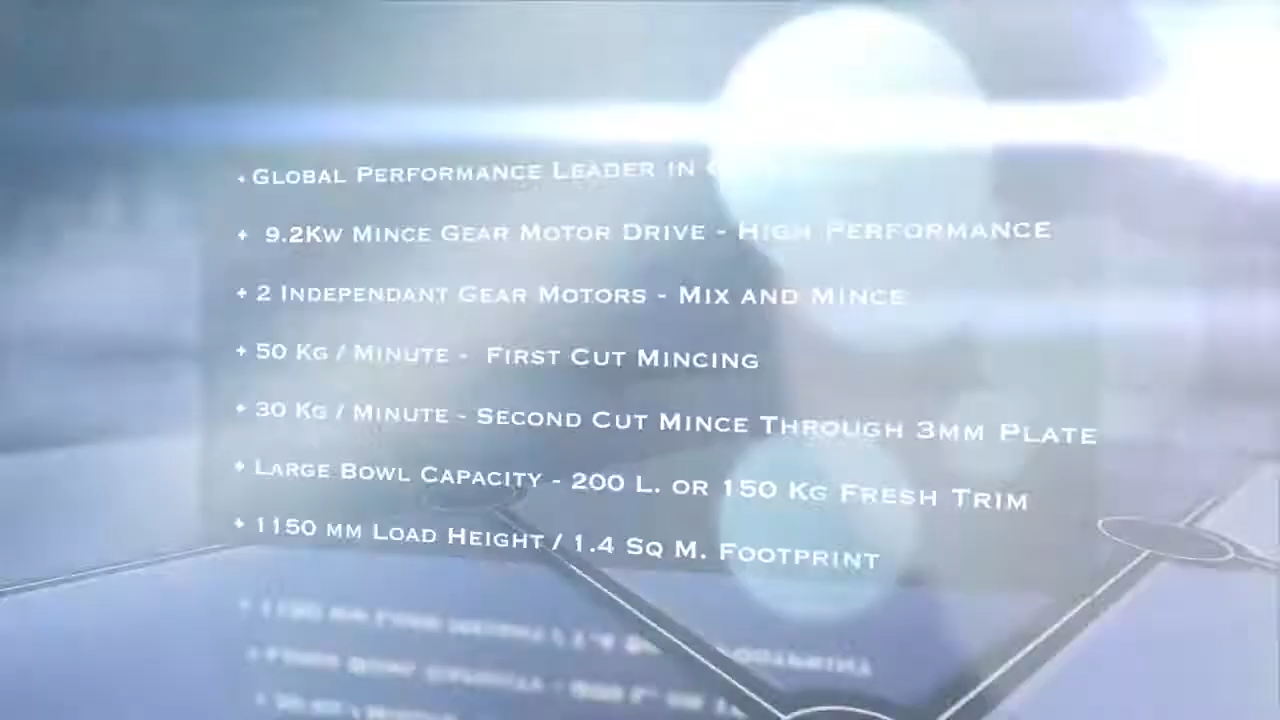 + Global Performance Leader in
+ 9.2Kw Mince Gear Motor Drive - High Performance
+ 2 Independant Gear Motors - Mix and Mince
+ 50 Kg / Minute - First Cut Mincing
+ 30 Kg / Minute - Second Cut Mince Through 3mm Plate
+ Large Bowl Capacity - 200 L. or 150 Kg Fresh Trim
+ 1150 mm Load Height / 1.4 Sq M. Footprint